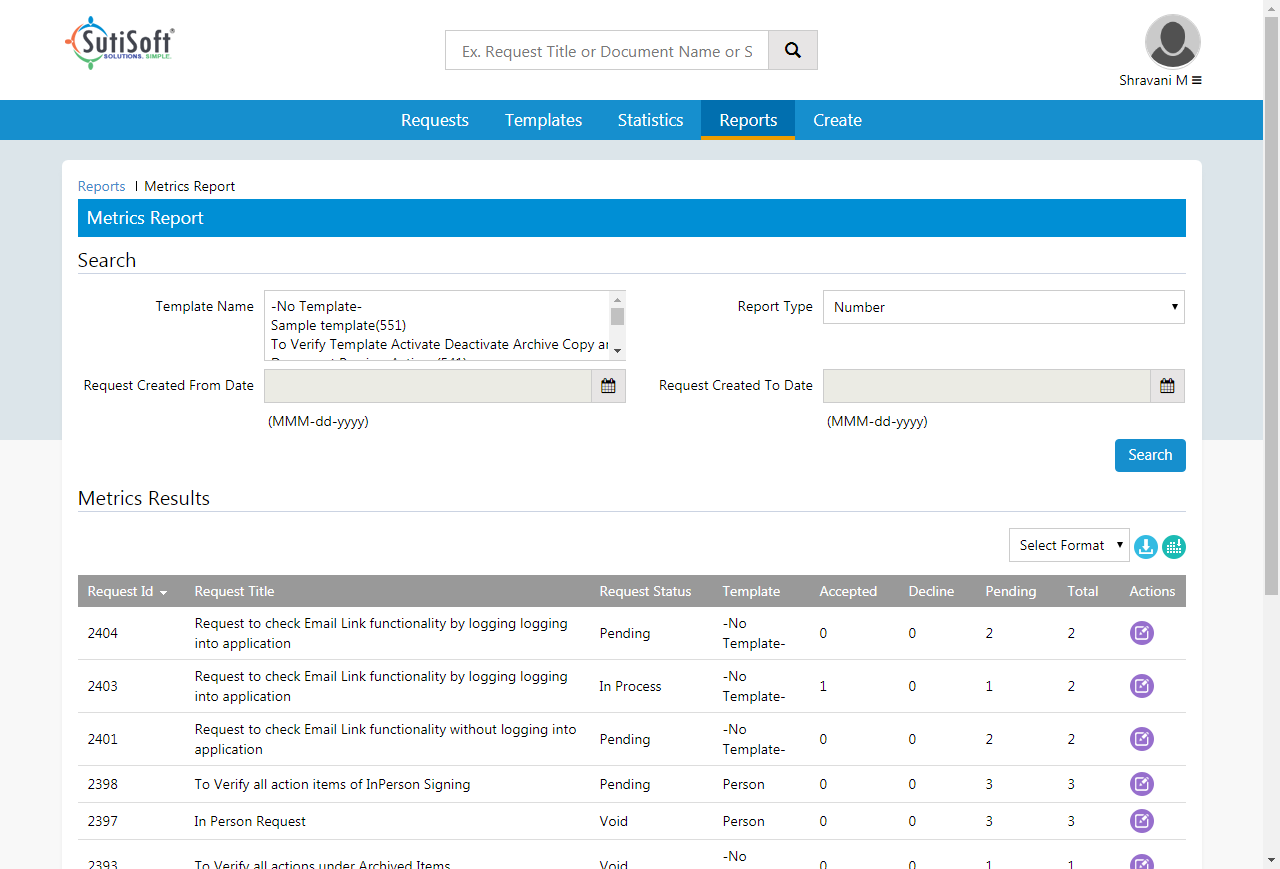 SutiSoft®
SOLUTIONS. SIMPLE.
Ex. Request Title or Document Name or S
Shravani M
Requests Templates Statistics Reports Create
Reports | Metrics Report
Metrics Report
Search
Template Name
-No Template-
Sample template(551)
To Verify Template Activate Deactivate Archive Copy
Report Type Number
Request Created From Date
Request Created To Date
(MMM-dd-yyyy)
(MMM-dd-yyyy)
Search
Metrics Results
Select Format
Request Id Request Title Request Status Template Accepted Decline Pending Total Actions
2404 Request to check Email Link functionality by logging logging into application Pending -No Template- 0 0 2 2
2403 Request to check Email Link functionality by logging logging into application In Process -No Template- 1 0 1 2
2401 Request to check Email Link functionality without logging into application Pending -No Template- 0 0 2 2
2398 To Verify all action items of InPerson Signing Pending Person 0 0 3 3
2397 In Person Request Void Person 0 0 3 3
2393 To Verify all actions under Archived Items Void -No 0 0 1 1